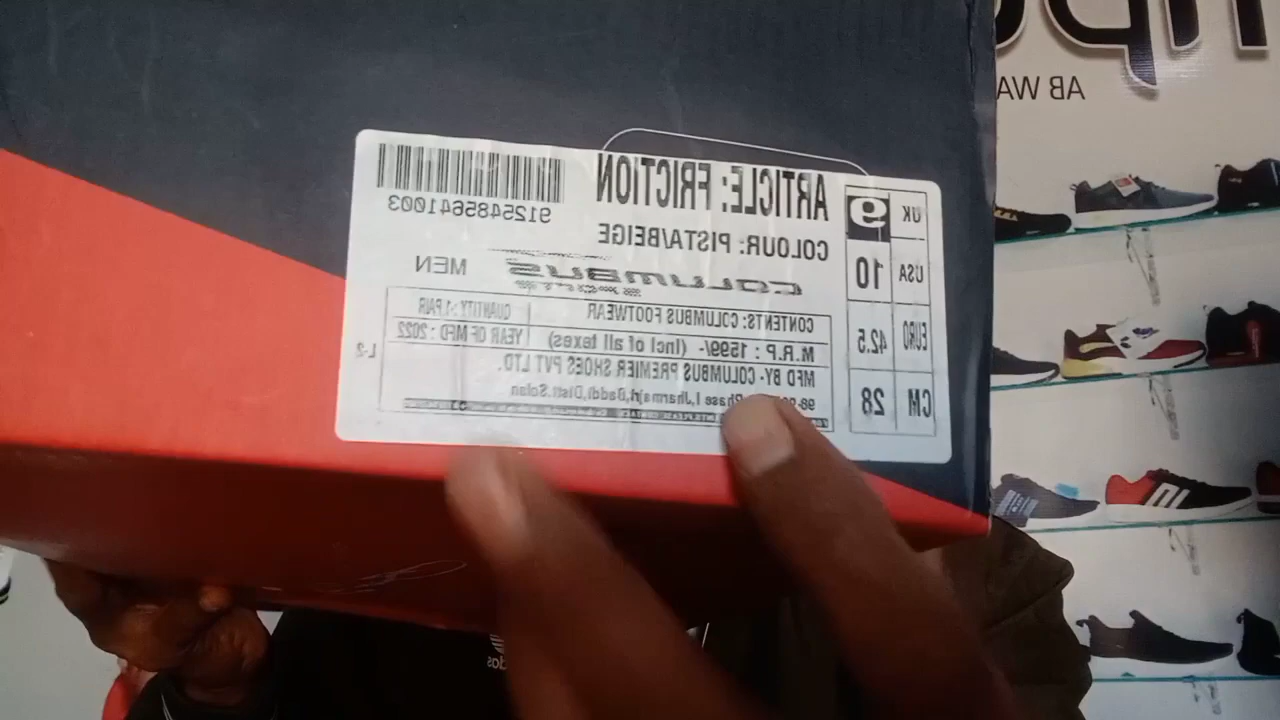 ARTICLE: FRICTION
9125485641003
COLOUR: PISTA/BEIGE
COLUMBUS
MEN
UK 9
USA 10
EURO 42.5
CM 28
CONTENTS: COLUMBUS FOOTWEAR QUANTITY :1 PAIR
M.R.P : 1599/- (Incl of all taxes) YEAR OF MFD : 2022
MFD BY- COLUMBUS PREMIER SHOES PVT LTD.
Phase I Jharmajri,Baddi,Distt.Solan
L-2
AB WA